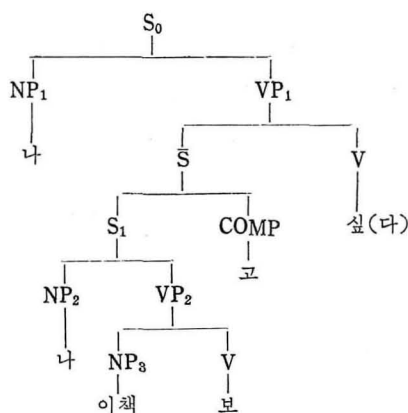 S₀
NP₁ VP₁
나 S̄ V
S₁ COMP 싶(다)
고
NP₂ VP₂
나 NP₃ V
이책 보